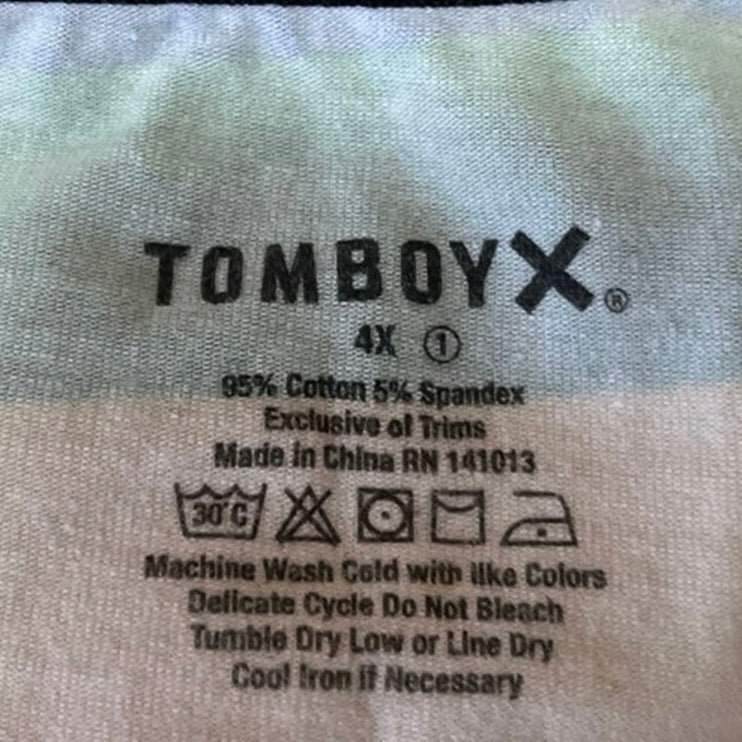 TOMBOYX®
4X ①
95% Cotton 5% Spandex
Exclusive of Trims
Made in China RN 141013
30°C
Machine Wash Cold with like Colors
Delicate Cycle Do Not Bleach
Tumble Dry Low or Line Dry
Cool Iron if Necessary